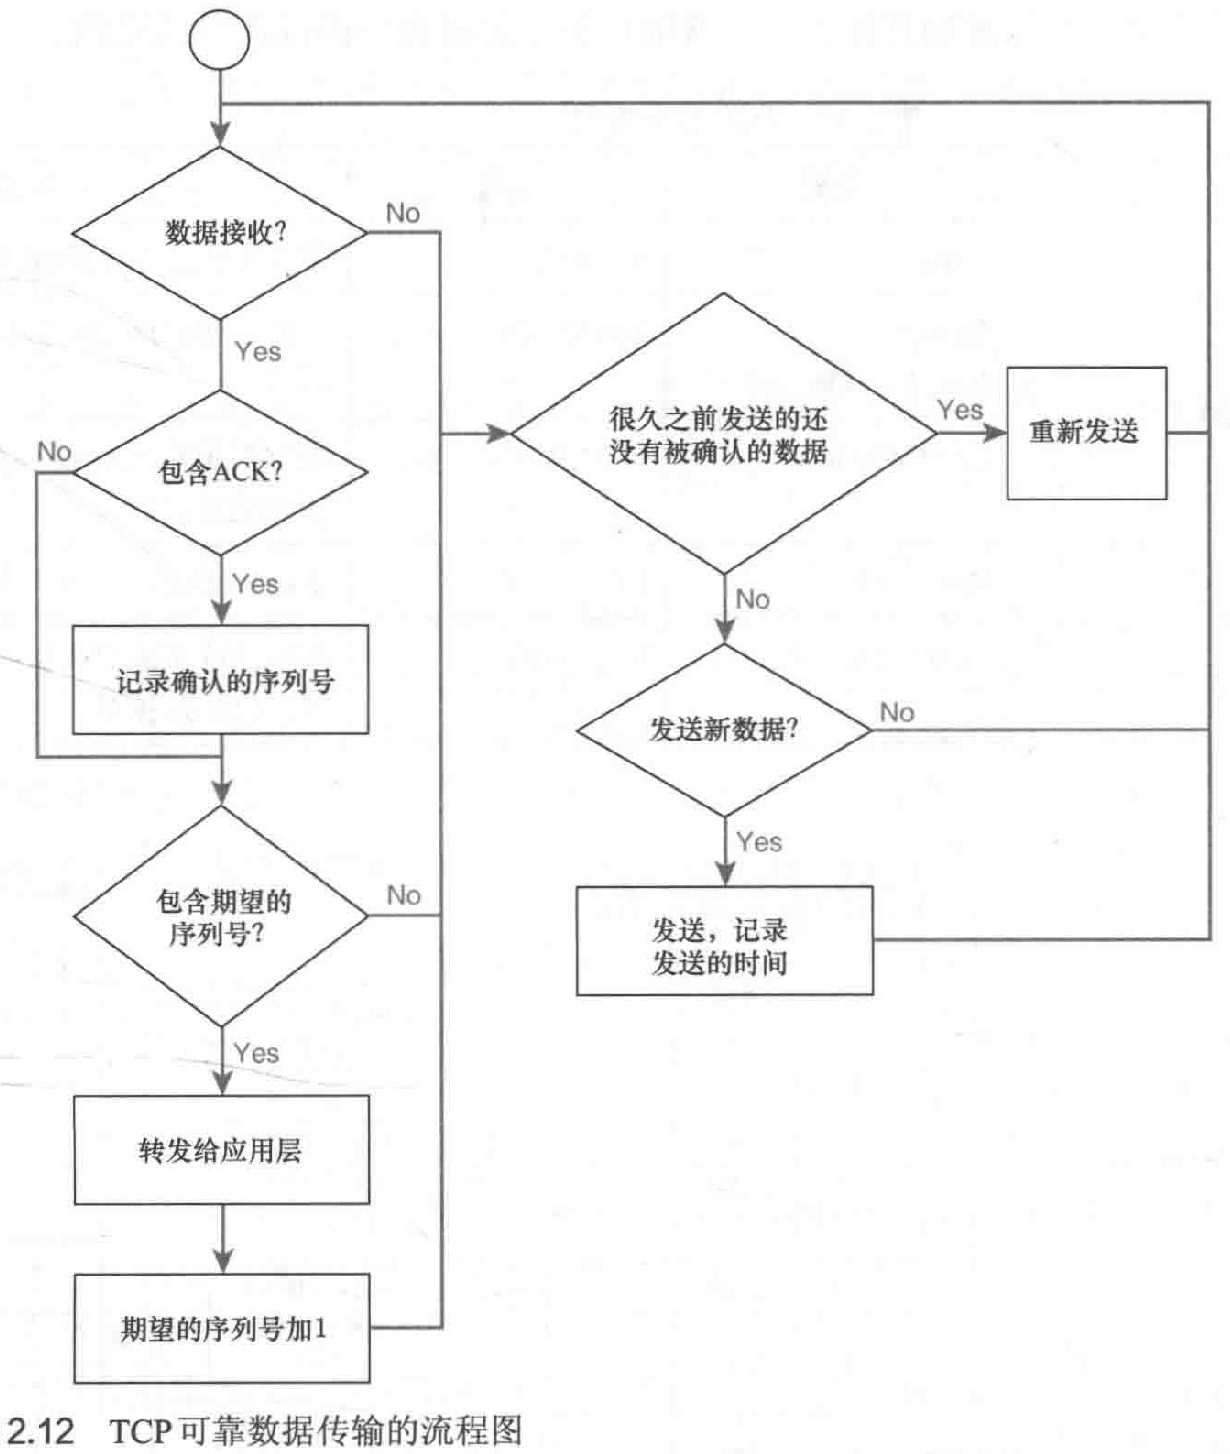 数据接收?
No
Yes
包含ACK?
No
Yes
记录确认的序列号
包含期望的
序列号?
No
Yes
转发给应用层
期望的序列号加1
很久之前发送的还
没有被确认的数据
Yes
重新发送
No
发送新数据?
No
Yes
发送，记录
发送的时间
2.12 TCP可靠数据传输的流程图